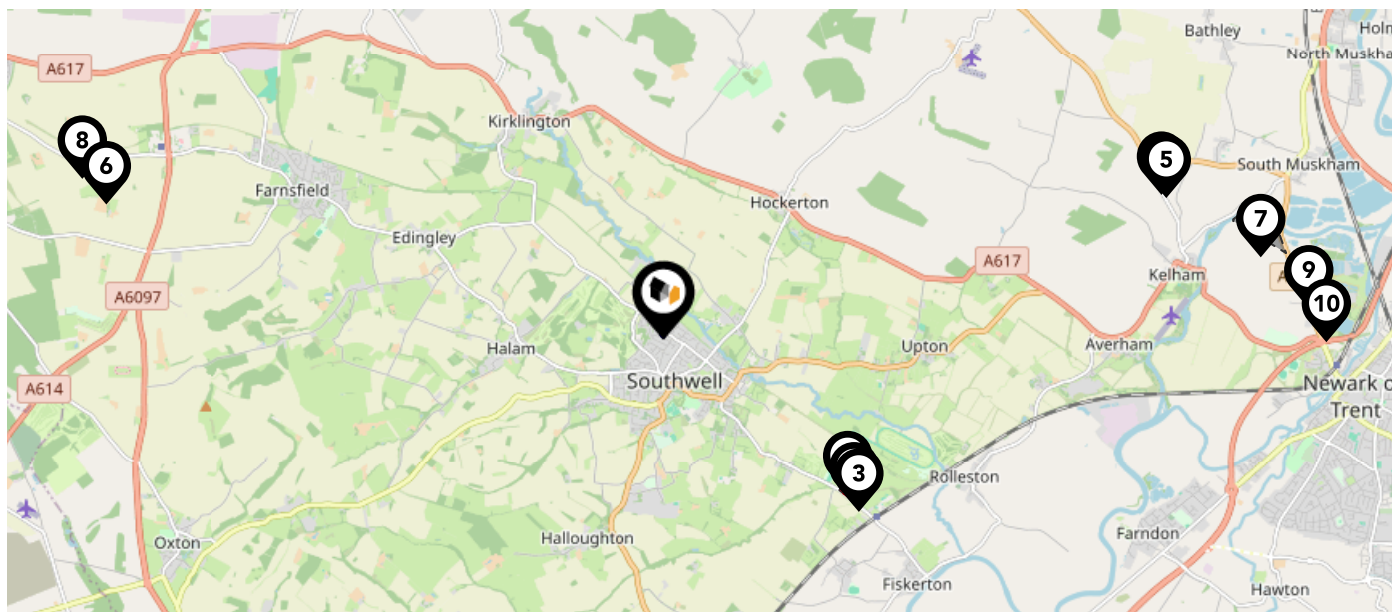 Bathley
Holm
North Muskha
A617
8
6
Kirklington
5
South Muskham
Farnsfield
Hockerton
7
Edingley
A617
Kelham
9
A
A6097
10
Halam
Upton
Averham
Southwell
A614
Newark o
Trent
3
Rolleston
Oxton
Halloughton
Farndon
Fiskerton
Hawton